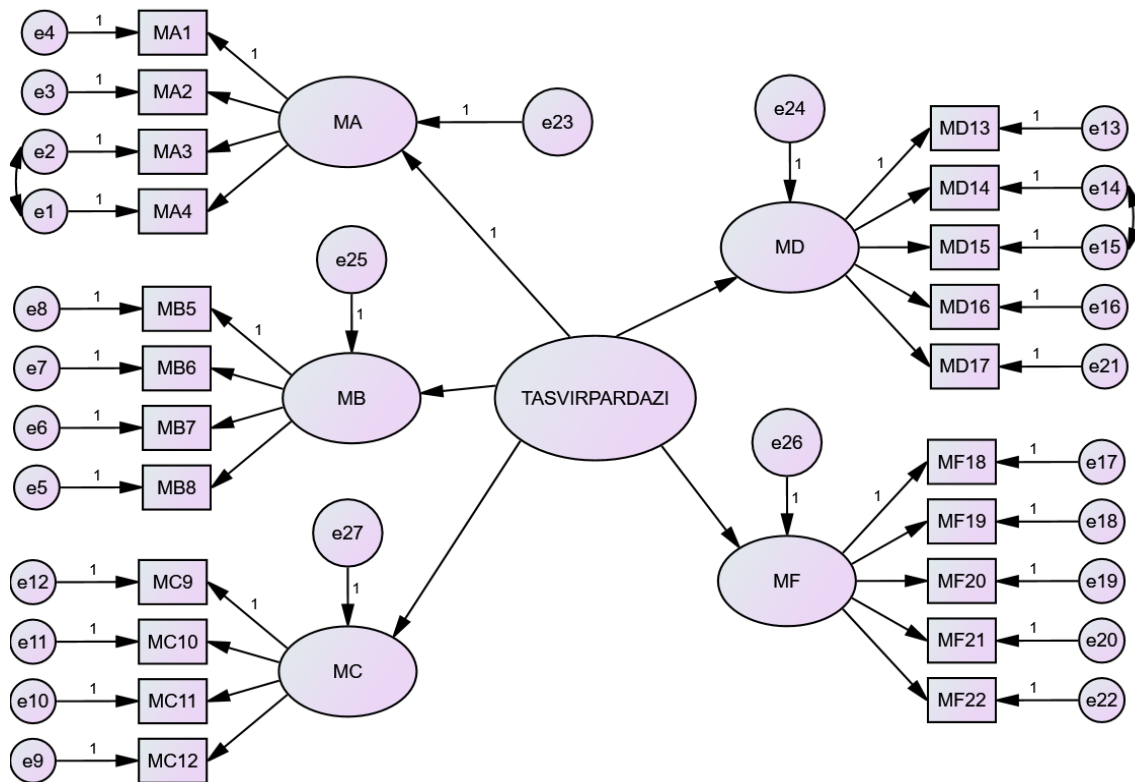 e4
1
MA1
1
e3
1
MA2
e2
1
MA3
e1
1
MA4
MA
1
e23
1
e24
1
MD
MD13
1
1
e13
MD14
1
e14
MD15
1
e15
MD16
1
e16
MD17
1
e21
e25
1
e8
1
MB5
1
e7
1
MB6
e6
1
MB7
e5
1
MB8
MB
TASVIRPARDAZI
e26
1
MF
MF18
1
1
e17
MF19
1
e18
MF20
1
e19
MF21
1
e20
MF22
1
e22
e27
1
e12
1
MC9
1
e11
1
MC10
e10
1
MC11
e9
1
MC12
MC